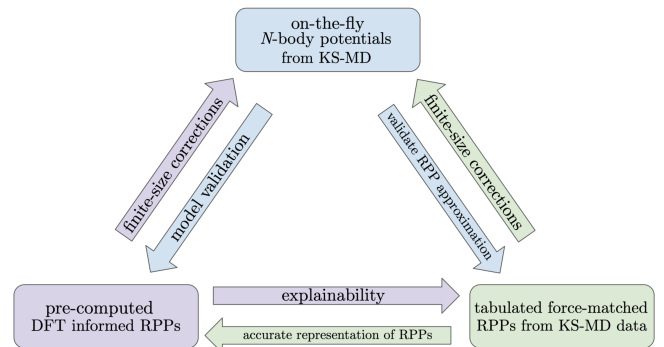 on-the-fly
N-body potentials
from KS-MD
finite-size corrections
model validation
validate RPP approximation
finite-size corrections
pre-computed
DFT informed RPPs
explainability
accurate representation of RPPs
tabulated force-matched
RPPs from KS-MD data